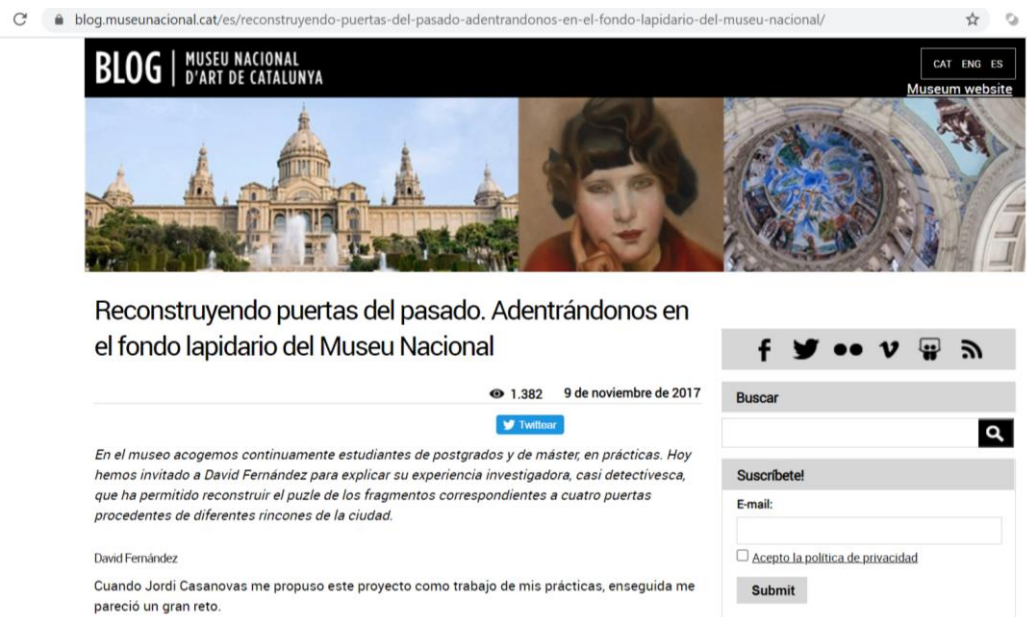 blog.museunacional.cat/es/reconstruyendo-puertas-del-pasado-adentrandonos-en-el-fondo-lapidario-del-museu-nacional/
BLOG | MUSEU NACIONAL
D'ART DE CATALUNYA
CAT ENG ES
Museum website
Reconstruyendo puertas del pasado. Adentrándonos en
el fondo lapidario del Museu Nacional
1.382 9 de noviembre de 2017
Twittear
En el museo acogemos continuamente estudiantes de postgrados y de máster, en prácticas. Hoy
hemos invitado a David Fernández para explicar su experiencia investigadora, casi detectivesca,
que ha permitido reconstruir el puzle de los fragmentos correspondientes a cuatro puertas
procedentes de diferentes rincones de la ciudad.
David Fernández
Cuando Jordi Casanovas me propuso este proyecto como trabajo de mis prácticas, enseguida me
pareció un gran reto.
Buscar
Suscríbete!
E-mail:
Acepto la política de privacidad
Submit